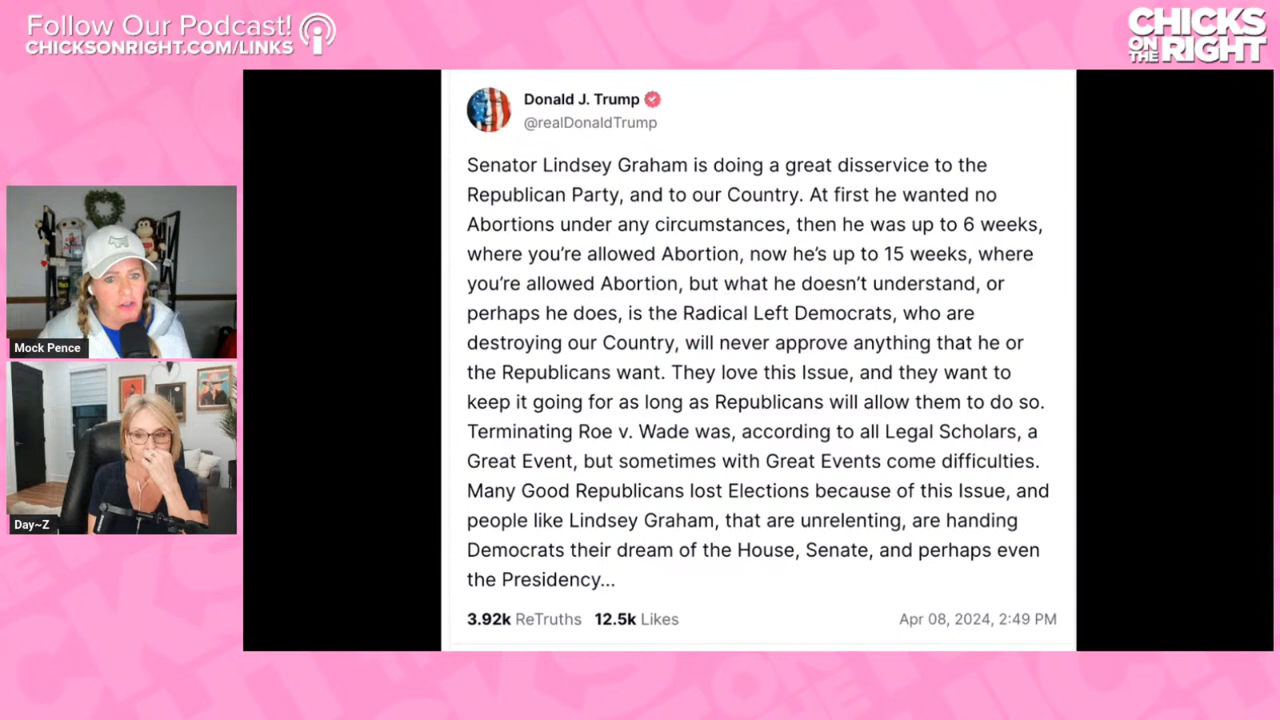 Follow Our Podcast!
CHICKSONRIGHT.COM/LINKS
CHICKS
ON THE RIGHT
Donald J. Trump
@realDonaldTrump
Senator Lindsey Graham is doing a great disservice to the
Republican Party, and to our Country. At first he wanted no
Abortions under any circumstances, then he was up to 6 weeks,
where you’re allowed Abortion, now he’s up to 15 weeks, where
you’re allowed Abortion, but what he doesn’t understand, or
perhaps he does, is the Radical Left Democrats, who are
destroying our Country, will never approve anything that he or
the Republicans want. They love this Issue, and they want to
keep it going for as long as Republicans will allow them to do so.
Terminating Roe v. Wade was, according to all Legal Scholars, a
Great Event, but sometimes with Great Events come difficulties.
Many Good Republicans lost Elections because of this Issue, and
people like Lindsey Graham, that are unrelenting, are handing
Democrats their dream of the House, Senate, and perhaps even
the Presidency...
3.92k ReTruths 12.5k Likes Apr 08, 2024, 2:49 PM
Mock Pence
Day~Z